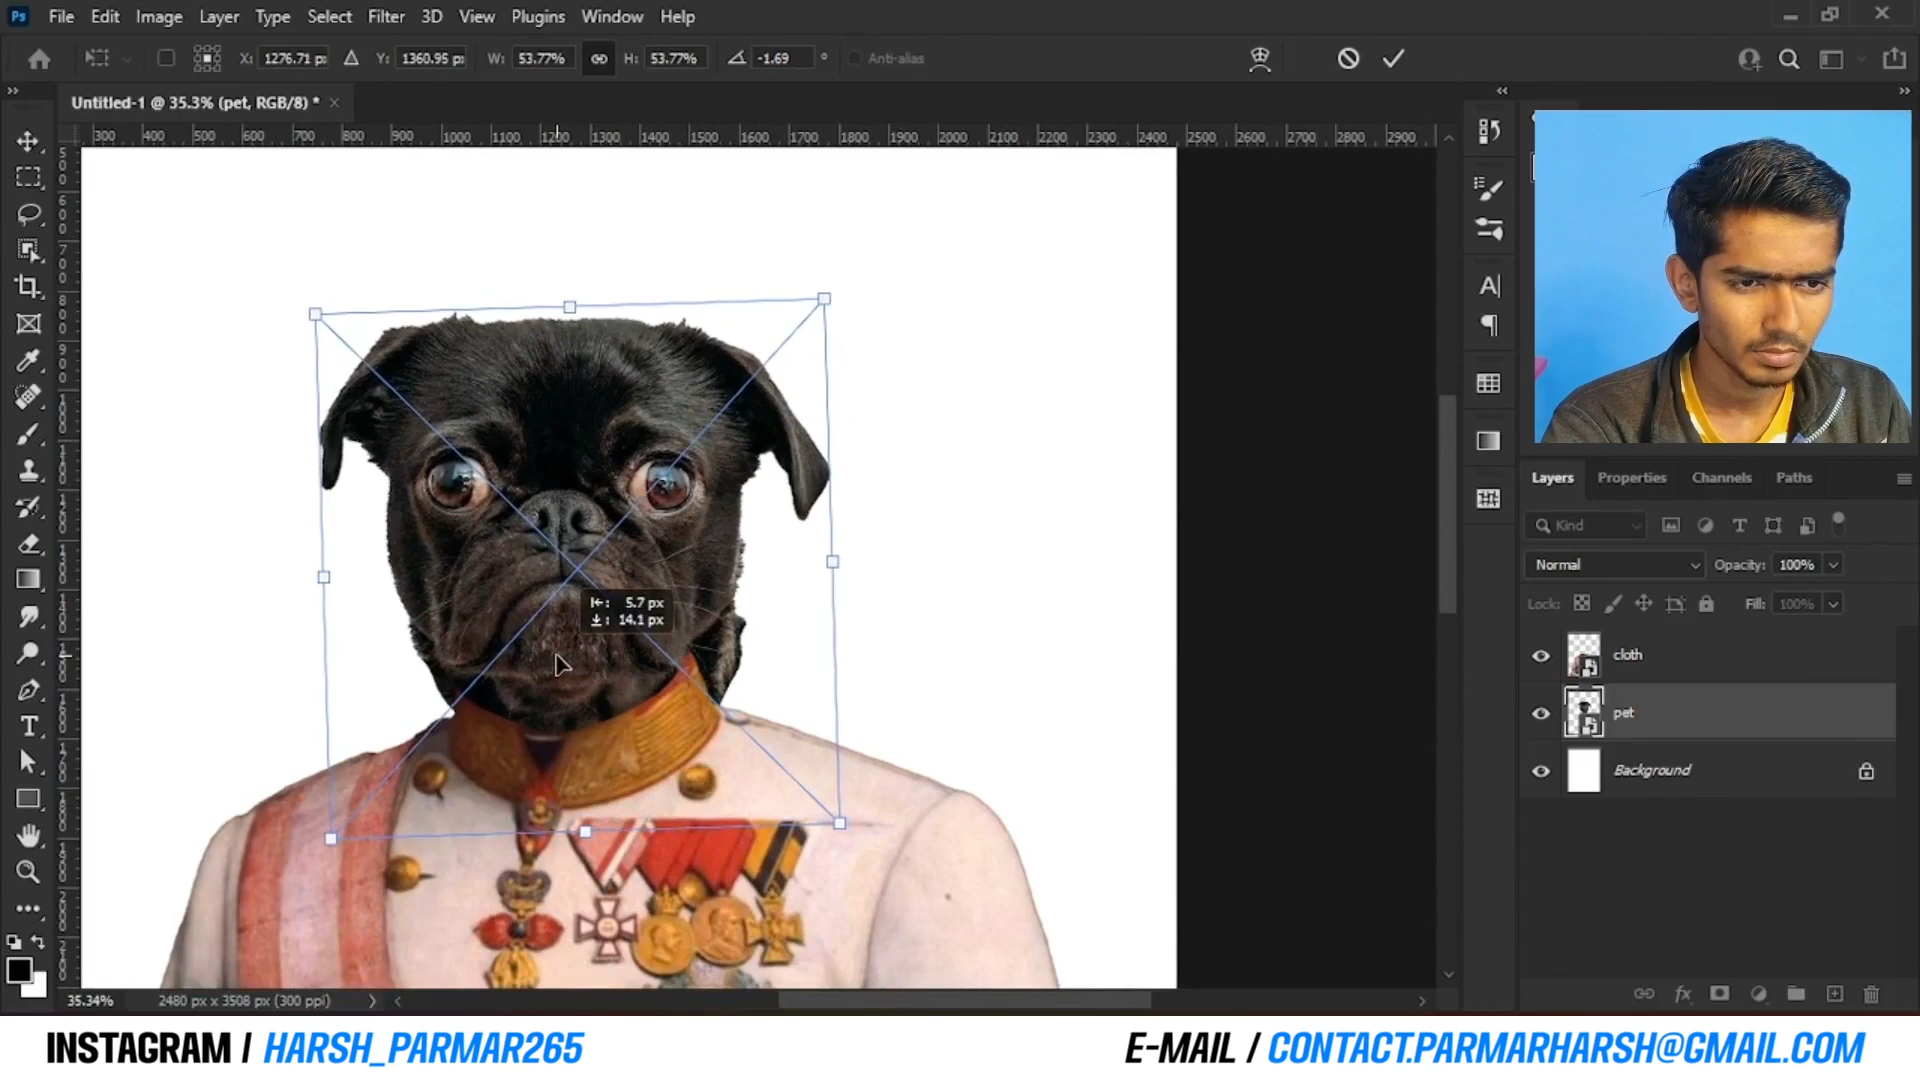 Ps File Edit Image Layer Type Select Filter 3D View Plugins Window Help
X: 1276.71 px Y: 1360.95 px W: 53.77% H: 53.77% -1.69 ° Anti-alias
Untitled-1 @ 35.3% (pet, RGB/8) *
300 400 500 600 700 800 900 1000 1100 1200 1300 1400 1500 1600 1700 1800 1900 2000 2100 2200 2300 2400 2500 2600 2700 2800 2900
5.7 px
14.1 px
Layers Properties Channels Paths
Kind
Normal Opacity: 100%
Lock: Fill: 100%
cloth
pet
Background
35.34% 2480 px x 3508 px (300 ppi)
INSTAGRAM / HARSH_PARMAR265 E-MAIL / CONTACT.PARMARHARSH@GMAIL.COM